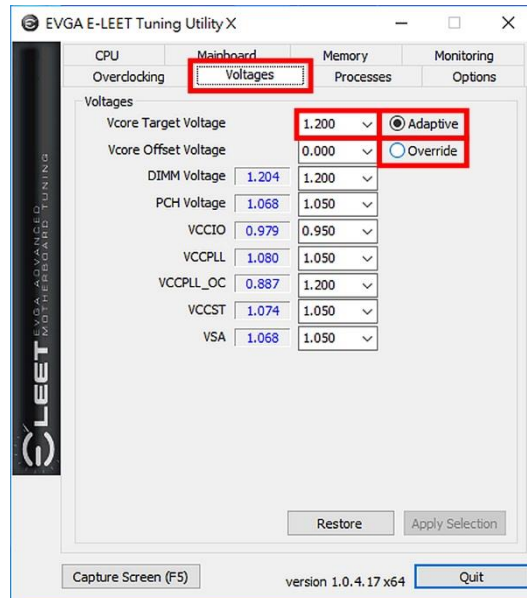 EVGA E-LEET Tuning Utility X
CPU Mainboard Memory Monitoring
Overclocking Voltages Processes Options
Voltages
Vcore Target Voltage 1.200 Adaptive
Vcore Offset Voltage 0.000 Override
DIMM Voltage 1.204 1.200
PCH Voltage 1.068 1.050
VCCIO 0.979 0.950
VCCPLL 1.080 1.050
VCCPLL_OC 0.887 1.200
VCCST 1.074 1.050
VSA 1.068 1.050
Restore Apply Selection
Capture Screen (F5) version 1.0.4.17 x64 Quit
E-LEET EVGA ADVANCED
MOTHERBOARD TUNING